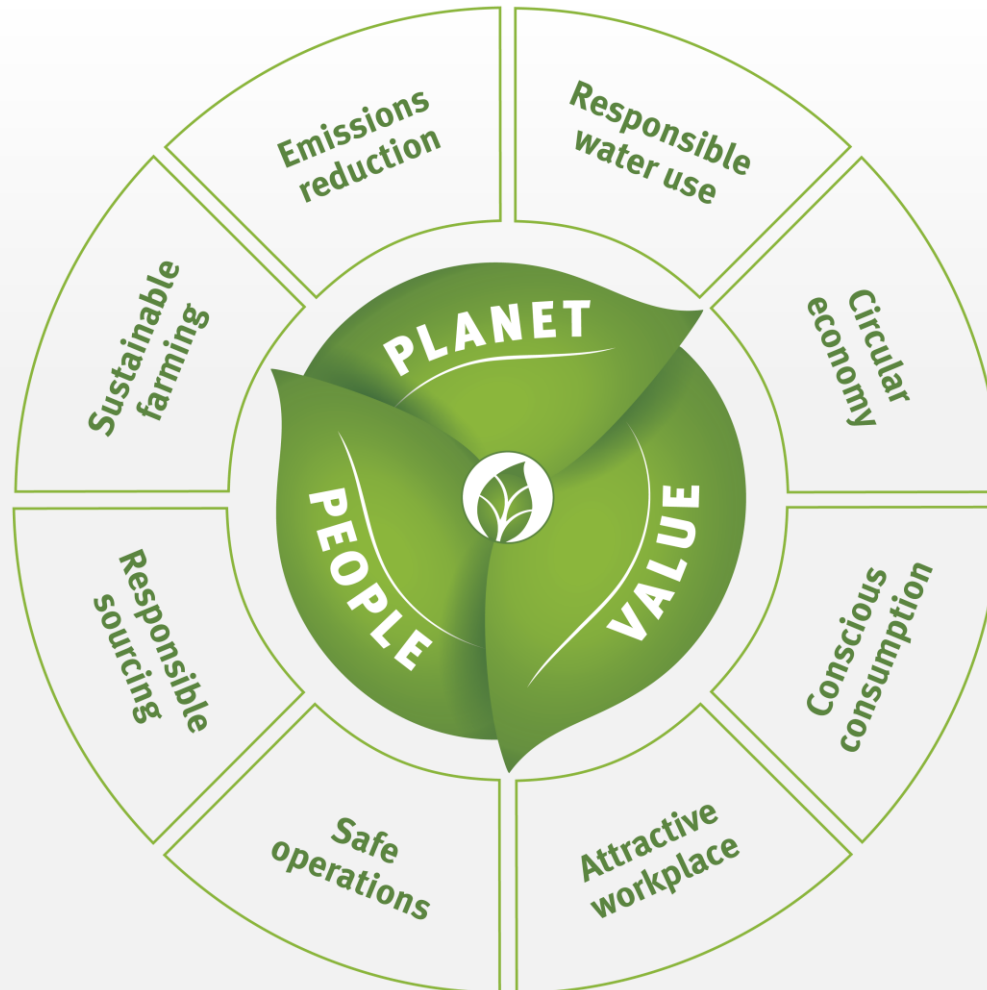 Emissions
reduction
Responsible
water use
Circular
economy
Conscious
consumption
Attractive
workplace
Safe
operations
Responsible
sourcing
Sustainable
farming
PLANET
VALUE
PEOPLE